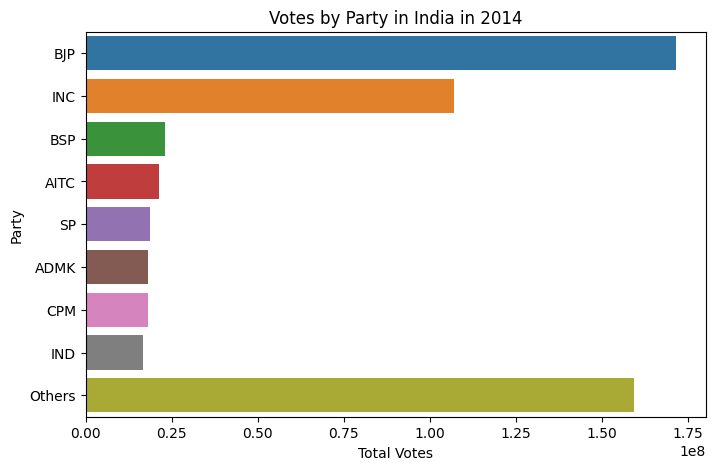 Votes by Party in India in 2014
BJP
INC
BSP
AITC
SP
ADMK
CPM
IND
Others
Party
0.00 0.25 0.50 0.75 1.00 1.25 1.50 1.75
1e8
Total Votes